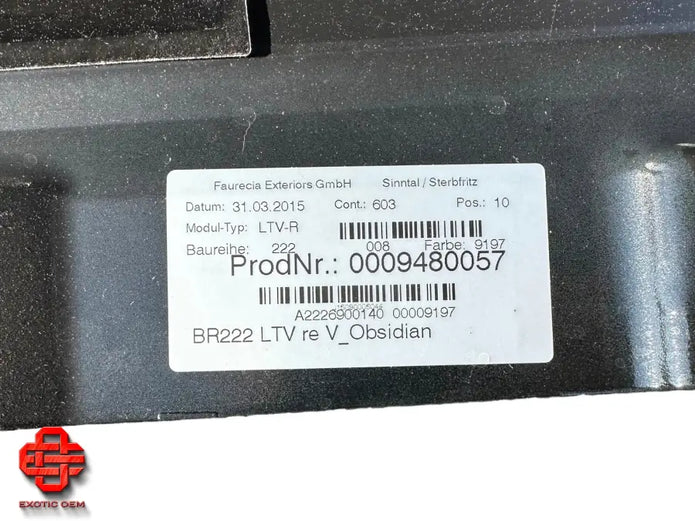 Faurecia Exteriors GmbH Sinntal / Sterbfritz
Datum: 31.03.2015 Cont.: 603 Pos.: 10
Modul-Typ: LTV-R
Baureihe: 222 008 Farbe: 9197
ProdNr.: 0009480057
A2226900140 00009197
BR222 LTV re V_Obsidian
EXOTIC OEM